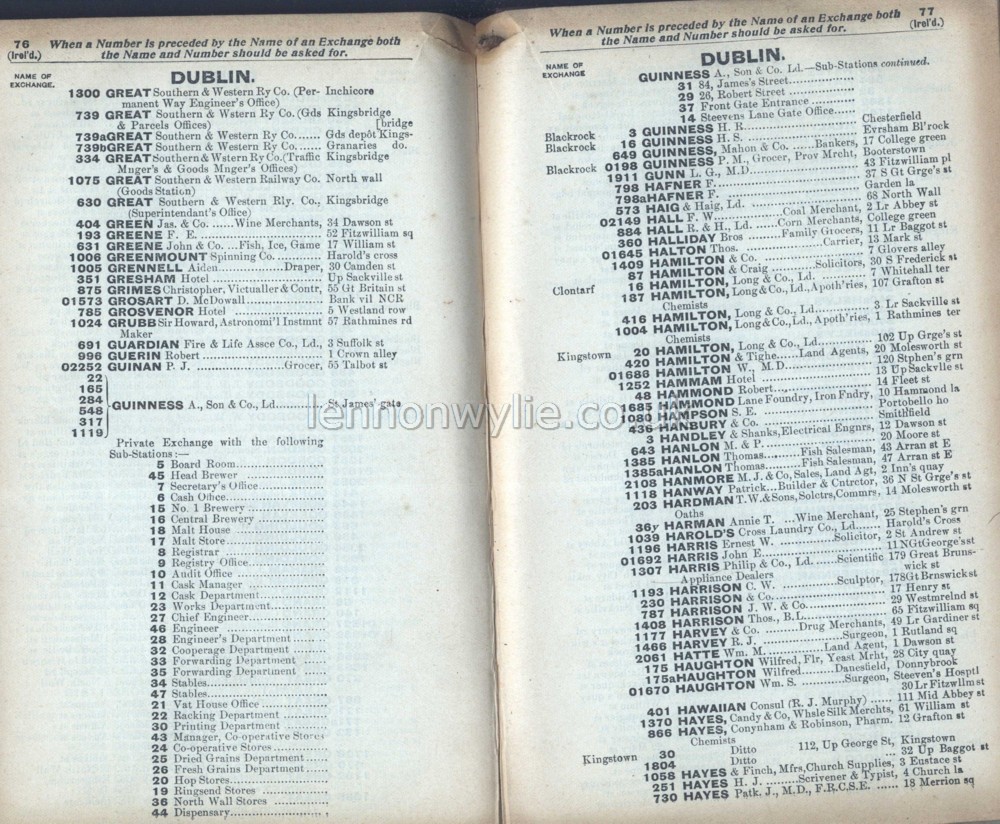 76
(Irel'd.)
When a Number is preceded by the Name of an Exchange both
the Name and Number should be asked for.
NAME OF
EXCHANGE.
DUBLIN.
1300 GREAT Southern & Western Ry Co. (Per- Inchicore
manent Way Engineer's Office)
739 GREAT Southern & Wstern Ry Co. (Gds Kingsbridge
& Parcels Offices) [bridge
739a GREAT Southern & Western Ry Co....... Gds depôt Kings-
739b GREAT Southern & Western Ry Co....... Granaries do.
334 GREAT Southern & Wstern Ry Co. (Traffic Kingsbridge
Mnger's & Goods Mnger's Offices)
1075 GREAT Southern & Western Railway Co. North wall
(Goods Station)
630 GREAT Southern & Western Rly. Co., Kingsbridge
(Superintendant's Office)
404 GREEN Jas. & Co. ......Wine Merchants, 34 Dawson st
193 GREENE F. E. ............ 52 Fitzwilliam sq
631 GREENE John & Co. ...Fish, Ice, Game 17 William st
1006 GREENMOUNT Spinning Co............. Harold's cross
1005 GRENNELL Aiden................Draper, 30 Camden st
351 GRESHAM Hotel ............ Up Sackville st
875 GRIMES Christopher, Victualler & Contr, 55 Gt Britain st
01573 GROSART D. McDowall................ Bank vil NCR
785 GROSVENOR Hotel ................ 5 Westland row
1024 GRUBB Sir Howard, Astronomi'l Instmnt 57 Rathmines rd
Maker
691 GUARDIAN Fire & Life Assce Co., Ld., 3 Suffolk st
996 GUERIN Robert ................ 1 Crown alley
02252 GUINAN P. J. ................Grocer, 55 Talbot st
22
165
284
548
317
1119
GUINNESS A., Son & Co., Ld.......... St James' gate
Private Exchange with the following
Sub-Stations :—
5 Board Room................
45 Head Brewer ................
7 Secretary's Office................
6 Cash Office................
15 No. 1 Brewery ................
16 Central Brewery ................
18 Malt House ................
17 Malt Store................
8 Registrar ................
9 Registry Office................
10 Audit Office ................
11 Cask Manager ................
12 Cask Department................
23 Works Department................
27 Chief Engineer................
46 Engineer ................
28 Engineer's Department ................
32 Cooperage Department ................
33 Forwarding Department ......
35 Forwarding Department ......
34 Stables................
47 Stables................
21 Vat House Office................
22 Racking Department ................
30 Printing Department ................
43 Manager, Co-operative Stores
24 Co-operative Stores ................
25 Dried Grains Department............
26 Fresh Grains Department ............
20 Hop Stores................
19 Ringsend Stores ................
36 North Wall Stores ................
44 Dispensary................
77
(Irel'd.)
When a Number is preceded by the Name of an Exchange both
the Name and Number should be asked for.
NAME OF
EXCHANGE
DUBLIN.
GUINNESS A., Son & Co. Ld.—Sub-Stations continued.
31 84, James's Street................
29 26, Robert Street ................
37 Front Gate Entrance ............
14 Steevens Lane Gate Office......
Blackrock 3 GUINNESS H. R................ Chesterfield
Blackrock 16 GUINNESS H. S................ Evrsham Bl'rock
649 GUINNESS, Mahon & Co. ......Bankers, 17 College green
Blackrock 0198 GUINNESS P. M., Grocer, Prov Mrcht, Booterstown
1911 GUNN L. G., M.D................ 43 Fitzwilliam pl
798 HAFNER F................ 37 S Gt Grge's st
798a HAFNER F................ Garden la
573 HAIG & Haig, Ld. ................ 68 North Wall
02149 HALL F. W................Coal Merchant, 2 Lr Abbey st
884 HALL R. & H., Ld. ......Corn Merchants, College green
360 HALLIDAY Bros ............Family Grocers, 11 Lr Baggot st
01645 HALTON Thos. ................Carrier, 13 Mark st
1409 HAMILTON & Co. ................ 7 Glovers alley
87 HAMILTON & Craig ............Solicitors, 30 S Frederick st
Clontarf 16 HAMILTON, Long & Co., Ld. ............ 7 Whitehall ter
187 HAMILTON, Long & Co., Ld., Apoth'ries, 107 Grafton st
Chemists
416 HAMILTON, Long & Co., Ld................ 3 Lr Sackville st
1004 HAMILTON, Long & Co., Ld., Apoth'ries, 1 Rathmines ter
Chemists
Kingstown 20 HAMILTON, Long & Co., Ld............. 102 Up Grge's st
420 HAMILTON & Tighe......Land Agents, 20 Molesworth st
01686 HAMILTON W., M.D................ 120 Stphen's grn
1252 HAMMAM Hotel ................ 13 Up Sackville st
48 HAMMOND Robert................ 14 Fleet st
1685 HAMMOND Lane Foundry, Iron Fndry, 10 Hammond la
1080 HAMPSON S. E. ................ Portobello ho
436 HANBURY & Co. ................ Smithfield
3 HANDLEY & Shanks, Electrical Engnrs, 12 Dawson st
643 HANLON M. & P. ................ 20 Moore st
1385 HANLON Thomas............Fish Salesman, 43 Arran st E
1385a HANLON Thomas............Fish Salesman, 47 Arran st E
2108 HANMORE M. J. & Co, Sales, Land Agt, 2 Inn's quay
1118 HANWAY Patrick...Builder & Cntrctor, 36 N St Grge's st
203 HARDMAN T.W. & Sons, Solctrs, Commrs, 14 Molesworth st
Oaths
36y HARMAN Annie T. ...Wine Merchant, 25 Stephen's grn
1039 HAROLD'S Cross Laundry Co., Ld....... Harold's Cross
1196 HARRIS Ernest W. ............Solicitor, 2 St Andrew st
01692 HARRIS John E................ 11 NGtGeorge'sst
1307 HARRIS Philip & Co., Ld. ......Scientific 179 Great Bruns-
Appliance Dealers wick st
1193 HARRISON C. W. ............Sculptor, 178Gt Brnswickst
230 HARRISON & Co. ................ 17 Henry st
787 HARRISON J. W. & Co. ................ 29 Westmrelnd st
1408 HARRISON Thos., B.L................ 65 Fitzwilliam sq
1177 HARVEY & Co. ......Drug Merchants, 49 Lr Gardiner st
1466 HARVEY R. J. ............Surgeon, 1 Rutland sq
2061 HATTE Wm. M. ............Land Agent, 1 Dawson st
175 HAUGHTON Wilfred, Flr, Yeast Mrht, 28 City quay
175a HAUGHTON Wilfred............Danesfield, Donnybrook
01670 HAUGHTON Wm. S. ......Surgeon, Steeven's Hosptl
30 Lr Fitzwllm st
401 HAWAIIAN Consul (R. J. Murphy) ...... 111 Mid Abbey st
1370 HAYES, Candy & Co, Whsle Silk Merchts, 61 William st
866 HAYES, Conynham & Robinson, Pharm. 12 Grafton st
Chemists
Kingstown 30 Ditto 112, Up George St, Kingstown
1804 Ditto ... 32 Up Baggot st
1058 HAYES & Finch, Mfrs, Church Supplies, 3 Eustace st
251 HAYES H. J. ......Scrivener & Typist, 4 Church la
730 HAYES Patk. J., M.D., F.R.C.S.E. ...... 18 Merrion sq
lennonwylie.co